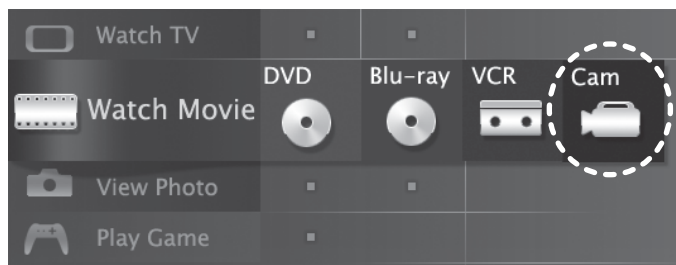 Watch TV
DVD Blu-ray VCR Cam
Watch Movie
View Photo
Play Game